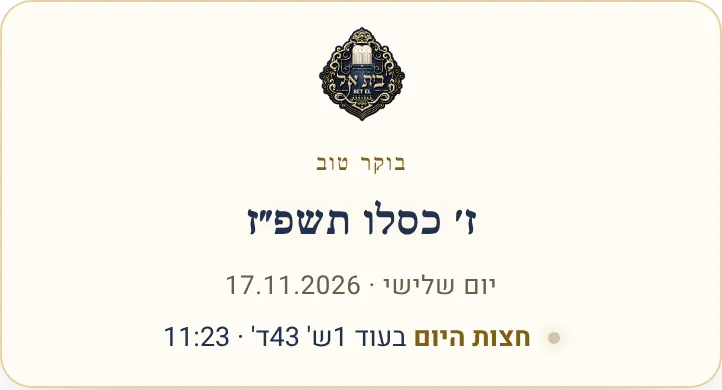 בית אל
BET EL
בוקר טוב
ז׳ כסלו תשפ״ז
יום שלישי · 17.11.2026
חצות היום בעוד 1ש' 43ד' · 11:23